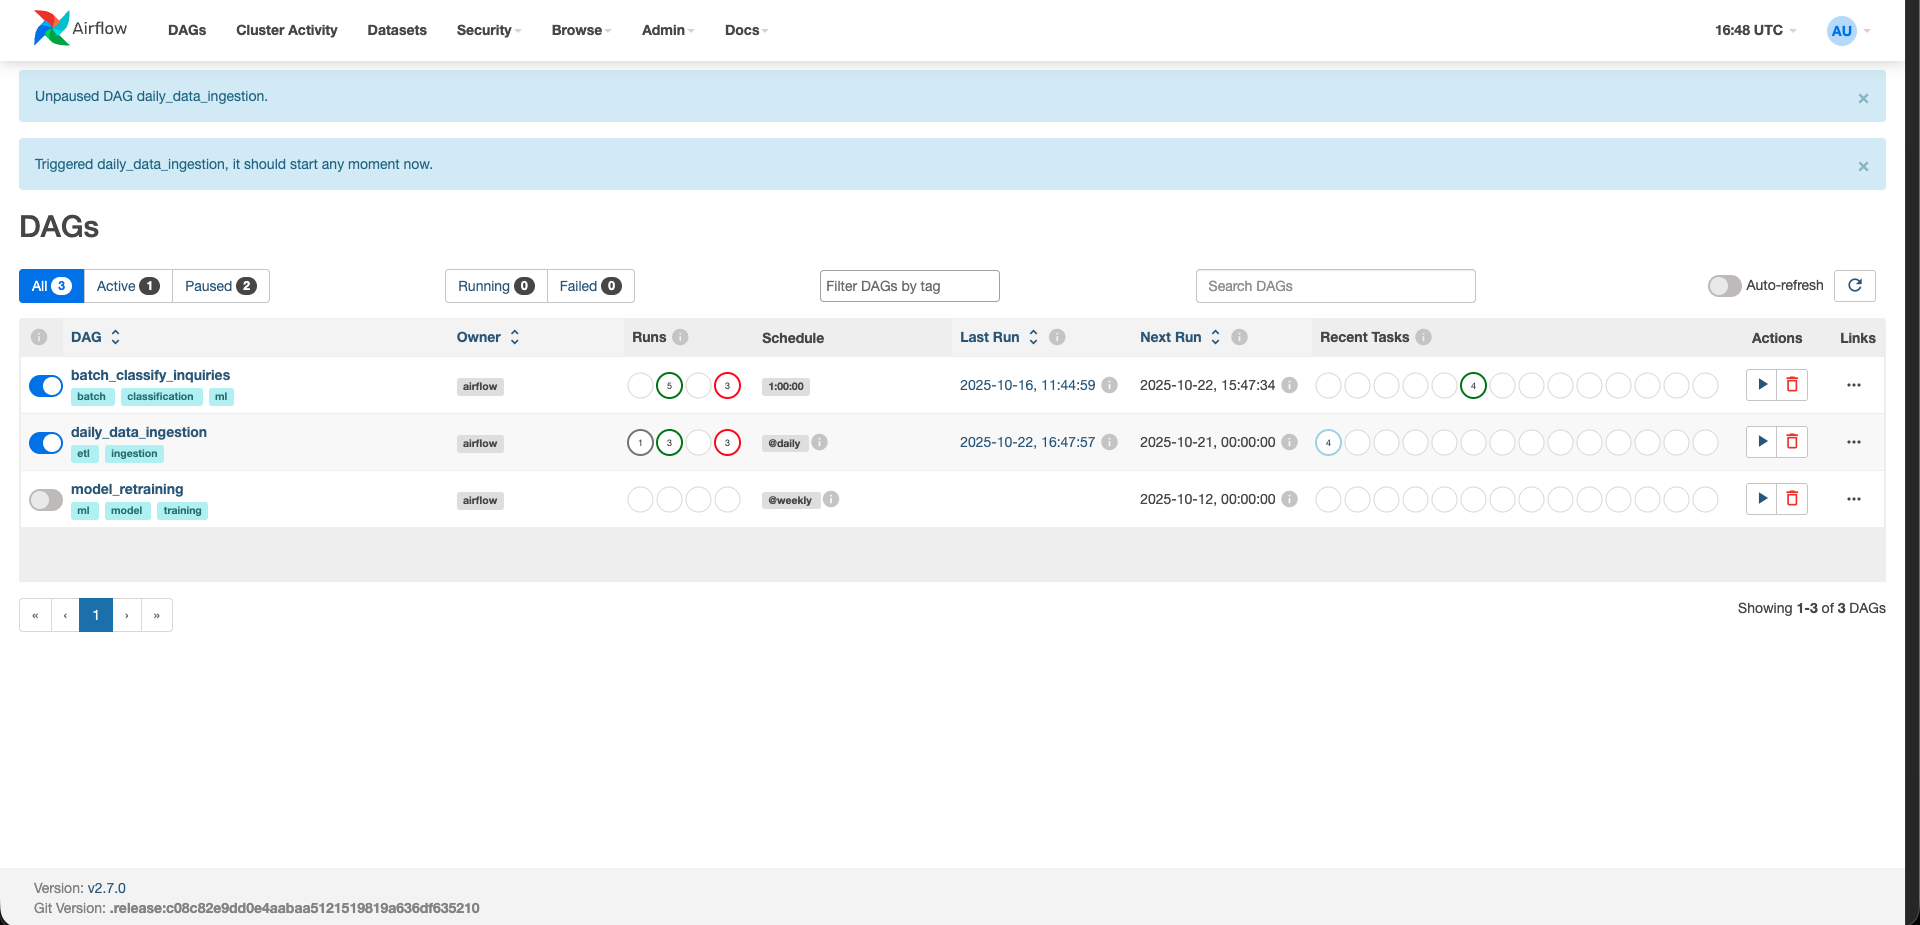 Airflow DAGs Cluster Activity Datasets Security Browse Admin Docs 16:48 UTC AU
Unpaused DAG daily_data_ingestion. ×
Triggered daily_data_ingestion, it should start any moment now. ×
DAGs
All 3 Active 1 Paused 2 Running 0 Failed 0 Filter DAGs by tag Search DAGs Auto-refresh
i DAG Owner Runs i Schedule Last Run i Next Run i Recent Tasks i Actions Links
batch_classify_inquiries
airflow 5 3 1:00:00 2025-10-16, 11:44:59 i 2025-10-22, 15:47:34 i 4 ...
batch classification ml
daily_data_ingestion
airflow 1 3 3 @daily i 2025-10-22, 16:47:57 i 2025-10-21, 00:00:00 i 4 ...
etl ingestion
model_retraining
airflow @weekly i 2025-10-12, 00:00:00 i ...
ml model training
« ‹ 1 › » Showing 1-3 of 3 DAGs
Version: v2.7.0
Git Version: .release:c08c82e9dd0e4aabaa5121519819a636df635210